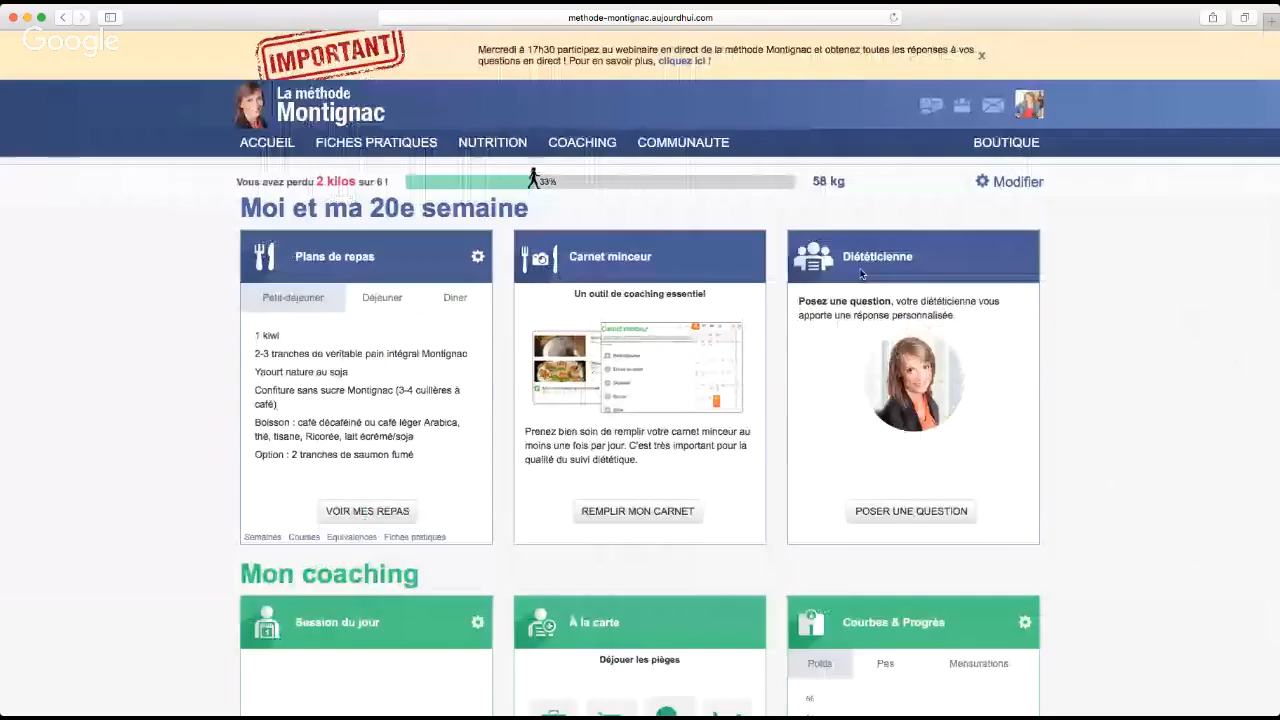 methode-montignac.aujourdhui.com
Google
IMPORTANT
Mercredi à 17h30 participez au webinaire en direct de la méthode Montignac et obtenez toutes les réponses à vos
questions en direct ! Pour en savoir plus, cliquez ici !
x
La méthode
Montignac
ACCUEIL FICHES PRATIQUES NUTRITION COACHING COMMUNAUTE BOUTIQUE
Vous avez perdu 2 kilos sur 6 ! 33% 58 kg Modifier
Moi et ma 20e semaine
Plans de repas
Petit-déjeuner Déjeuner Dîner
1 kiwi
2-3 tranches de véritable pain intégral Montignac
Yaourt nature au soja
Confiture sans sucre Montignac (3-4 cuillères à
café)
Boisson : café décaféiné ou café léger Arabica,
thé, tisane, Ricorée, lait écrémé/soja
Option : 2 tranches de saumon fumé
VOIR MES REPAS
Semaines Courses Equivalences Fiches pratiques
Carnet minceur
Un outil de coaching essentiel
Carnet minceur
Prenez bien soin de remplir votre carnet minceur au
moins une fois par jour. C'est très important pour la
qualité du suivi diététique.
REMPLIR MON CARNET
Diététicienne
Posez une question, votre diététicienne vous
apporte une réponse personnalisée.
POSER UNE QUESTION
Mon coaching
Session du jour
À la carte
Déjouer les pièges
Courbes & Progrès
Poids Pas Mensurations
66